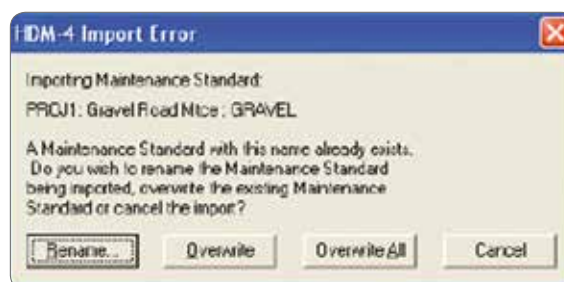 HDM-4 Import Error
Importing Maintenance Standard:
PROJ1: Gravel Road Mtce : GRAVEL
A Maintenance Standard with this name already exists.
Do you wish to rename the Maintenance Standard
being imported, overwrite the existing Maintenance
Standard or cancel the import?
Rename... Overwrite Overwrite All Cancel